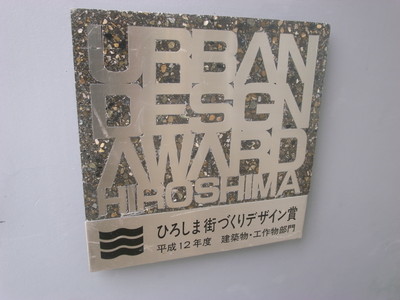 URBAN
DESIGN
AWARD
HIROSHIMA
ひろしま街づくりデザイン賞
平成12年度 建築物・工作物部門